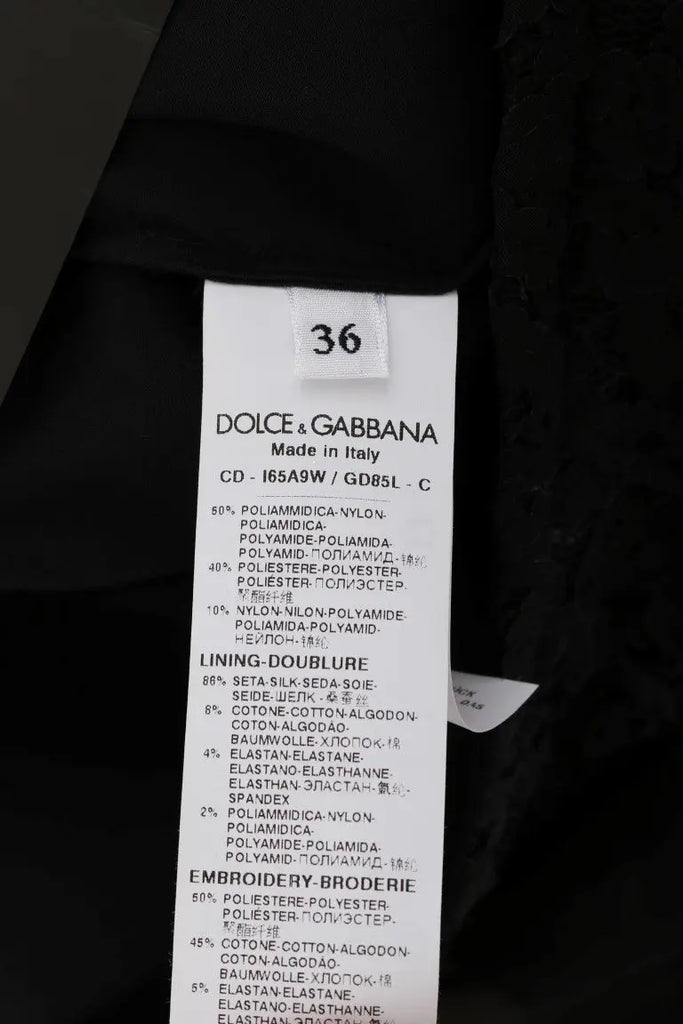 36
DOLCE & GABBANA
Made in Italy
CD - I65A9W / GD85L - C
50% POLIAMMIDICA-NYLON-
POLIAMIDICA-
POLYAMIDE-POLIAMIDA-
POLYAMID-ПОЛИАМИД-锦纶
40% POLIESTERE-POLYESTER-
POLIÉSTER-ПОЛИЭСТЕР-
聚酯纤维
10% NYLON-NILON-POLYAMIDE-
POLIAMIDA-POLYAMID-
НЕЙЛОН-锦纶
LINING-DOUBLURE
86% SETA-SILK-SEDA-SOIE-
SEIDE-ШЕЛК-桑蚕丝
8% COTONE-COTTON-ALGODON-
COTON-ALGODÃO-
BAUMWOLLE-ХЛОПОК-棉
4% ELASTAN-ELASTANE-
ELASTANO-ELASTHANNE-
ELASTHAN-ЭЛАСТАН-氨纶-
SPANDEX
2% POLIAMMIDICA-NYLON-
POLIAMIDICA-
POLYAMIDE-POLIAMIDA-
POLYAMID-ПОЛИАМИД-锦纶
EMBROIDERY-BRODERIE
50% POLIESTERE-POLYESTER-
POLIÉSTER-ПОЛИЭСТЕР-
聚酯纤维
45% COTONE-COTTON-ALGODON-
COTON-ALGODÃO-
BAUMWOLLE-ХЛОПОК-棉
5% ELASTAN-ELASTANE-
ELASTANO-ELASTHANNE-
ELASTHAN-ЭЛАСТАН-氨纶-